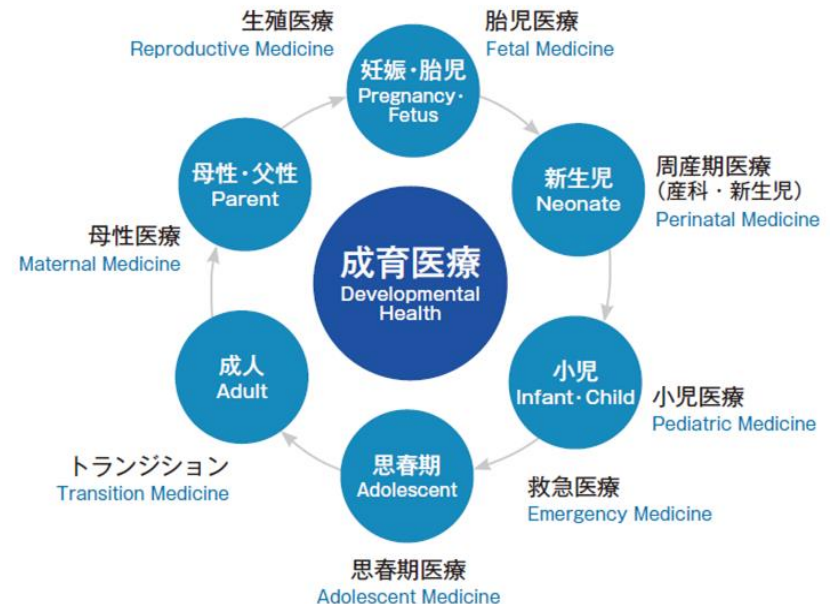 生殖医療
Reproductive Medicine
胎児医療
Fetal Medicine
妊娠・胎児
Pregnancy・
Fetus
母性・父性
Parent
新生児
Neonate
周産期医療
（産科・新生児）
Perinatal Medicine
母性医療
Maternal Medicine
成育医療
Developmental
Health
成人
Adult
小児
Infant・Child
小児医療
Pediatric Medicine
トランジション
Transition Medicine
思春期
Adolescent
救急医療
Emergency Medicine
思春期医療
Adolescent Medicine